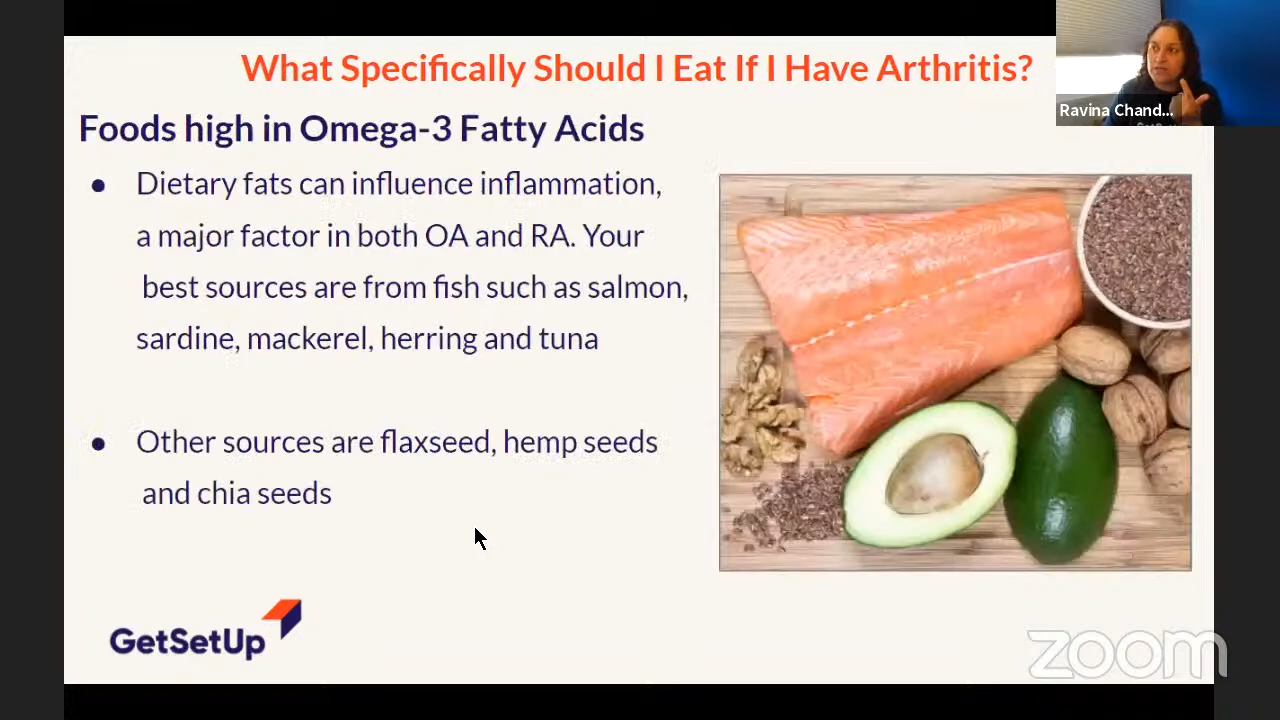 What Specifically Should I Eat If I Have Arthritis?
Ravina Chand...
Foods high in Omega-3 Fatty Acids
● Dietary fats can influence inflammation,
a major factor in both OA and RA. Your
best sources are from fish such as salmon,
sardine, mackerel, herring and tuna
● Other sources are flaxseed, hemp seeds
and chia seeds
GetSetUp
zoom